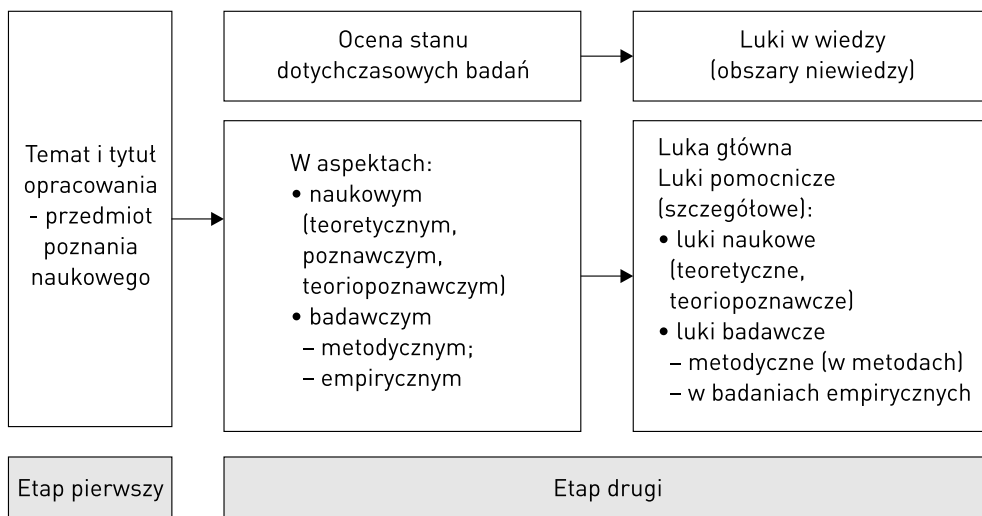 Temat i tytuł
opracowania
- przedmiot
poznania
naukowego
Ocena stanu
dotychczasowych badań
Luki w wiedzy
(obszary niewiedzy)
W aspektach:
• naukowym
(teoretycznym,
poznawczym,
teoriopoznawczym)
• badawczym
– metodycznym;
– empirycznym
Luka główna
Luki pomocnicze
(szczegółowe):
• luki naukowe
(teoretyczne,
teoriopoznawcze)
• luki badawcze
– metodyczne (w metodach)
– w badaniach empirycznych
Etap pierwszy
Etap drugi